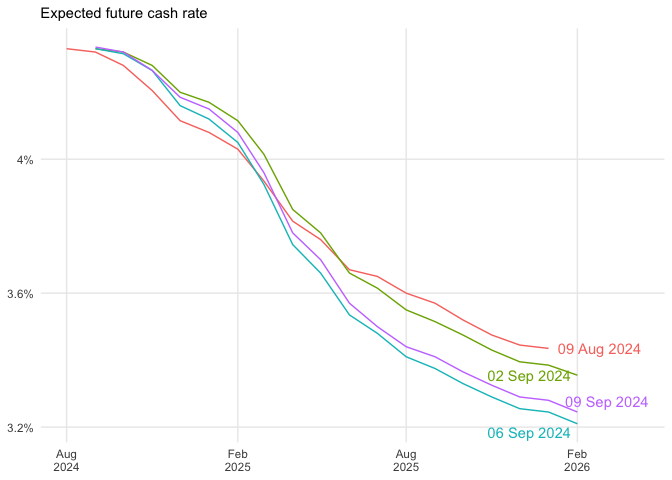 Expected future cash rate
4%
3.6%
3.2%
09 Aug 2024
02 Sep 2024
09 Sep 2024
06 Sep 2024
Aug
2024
Feb
2025
Aug
2025
Feb
2026